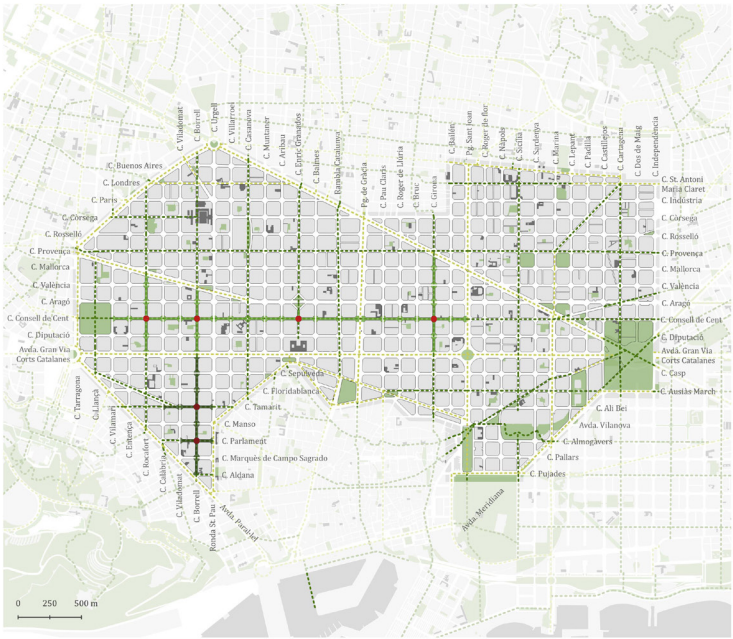 C. Viladomat
C. Borrell
C. Urgell
C. Villarroel
C. Casanova
C. Muntaner
C. Aribau
C. Enric Granados
C. Balmes
Rambla Catalunya
Pg. de Gràcia
C. Pau Claris
C. Roger de Llúria
C. Bruc
C. Girona
C. Bailèn
Pg. Sant Joan
C. Roger de flor
C. Nàpols
C. Sicília
C. Sardenya
C. Marina
C. Lepant
C. Padilla
C. Castillejos
C. Cartagena
C. Dos de Maig
C. Independència
C. Buenos Aires
C. Londres
C. París
C. Còrsega
C. Rosselló
C. Provença
C. Mallorca
C. València
C. Aragó
C. Consell de Cent
C. Diputació
Avda. Gran Via
Corts Catalanes
C. St. Antoni
Maria Claret
C. Indústria
C. Còrsega
C. Rosselló
C. Provença
C. Mallorca
C. València
C. Aragó
C. Consell de Cent
C. Diputació
Avda. Gran Via
Corts Catalanes
C. Casp
C. Ausiàs March
C. Tarragona
C. Llançà
C. Vilamarí
C. Entença
C. Rocafort
C. Calàbria
C. Viladomat
C. Borrell
Ronda St. Pau
Avda. Paral·lel
C. Sepúlveda
C. Floridablanca
C. Tamarit
C. Manso
C. Parlament
C. Marquès de Campo Sagrado
C. Aldana
C. Alí Bei
Avda. Vilanova
C. Almogàvers
C. Pallars
C. Pujades
Avda. Meridiana
0 250 500 m